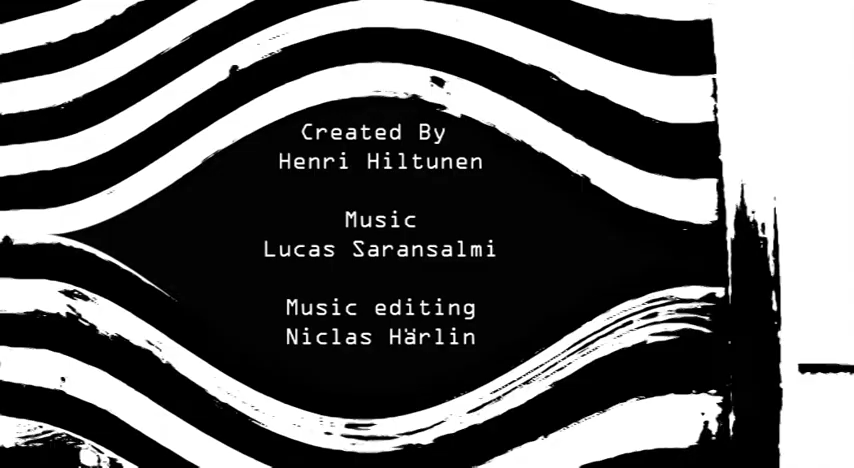 Created By
Henri Hiltunen
Music
Lucas Saransalmi
Music editing
Niclas Härlin